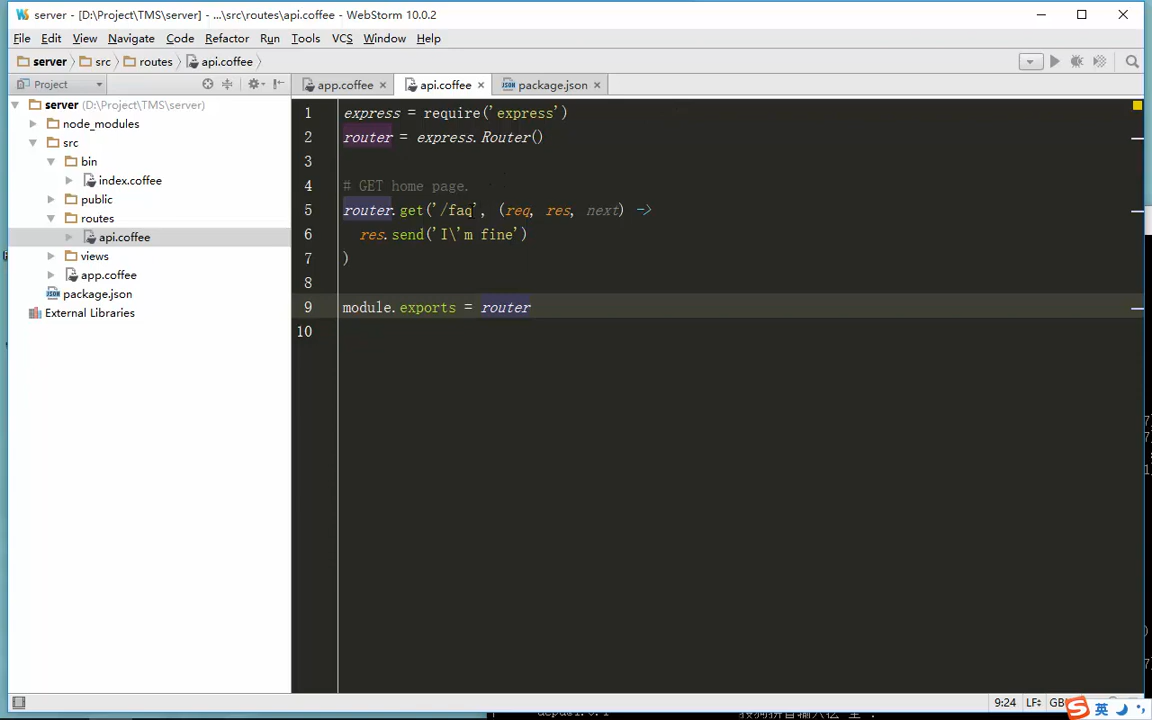 server - [D:\Project\TMS\server] - ...\src\routes\api.coffee - WebStorm 10.0.2
File Edit View Navigate Code Refactor Run Tools VCS Window Help
server src routes api.coffee
Project app.coffee api.coffee package.json
server (D:\Project\TMS\server)
node_modules
src
bin
index.coffee
public
routes
api.coffee
views
app.coffee
package.json
External Libraries
1 express = require('express')
2 router = express.Router()
3
4 # GET home page.
5 router.get('/faq', (req, res, next) ->
6 res.send('I\'m fine')
7 )
8
9 module.exports = router
10
9:24 LF÷ GB
英